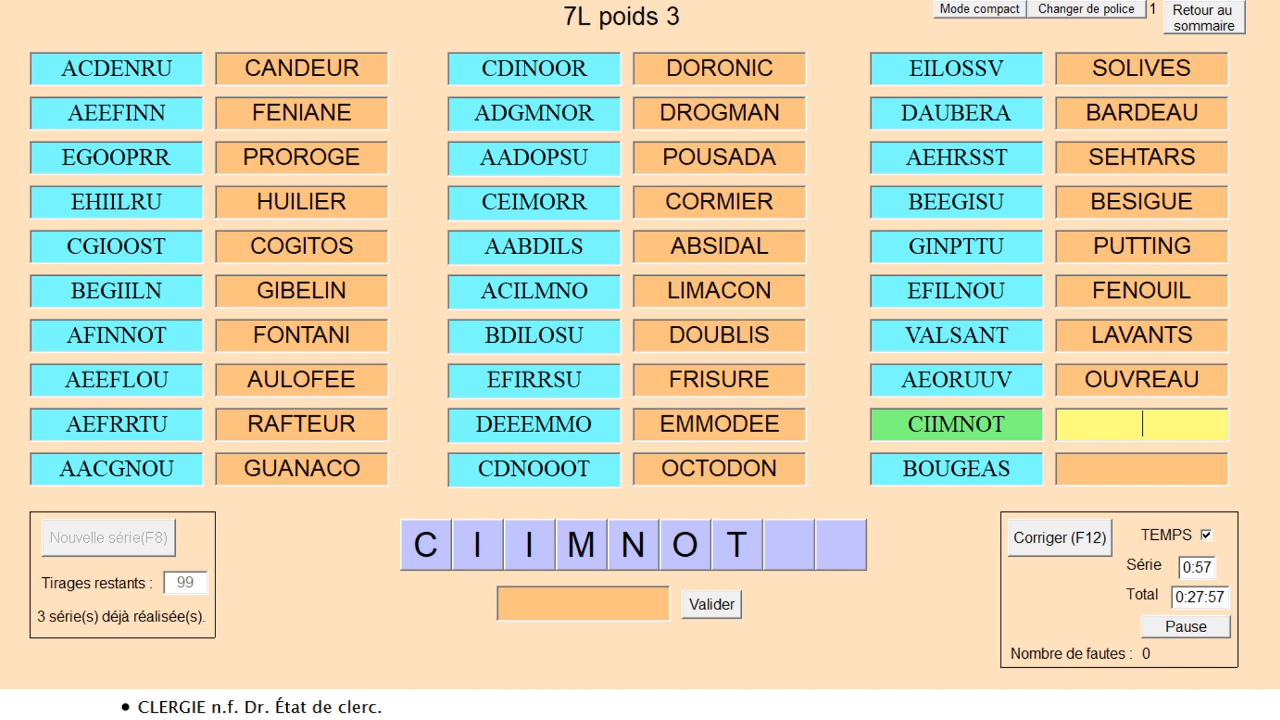 7L poids 3
Mode compact
Changer de police
1
Retour au
sommaire
ACDENRU CANDEUR CDINOOR DORONIC EILOSSV SOLIVES
AEEFINN FENIANE ADGMNOR DROGMAN DAUBERA BARDEAU
EGOOPRR PROROGE AADOPSU POUSADA AEHRSST SEHTARS
EHIILRU HUILIER CEIMORR CORMIER BEEGISU BESIGUE
CGIOOST COGITOS AABDILS ABSIDAL GINPTTU PUTTING
BEGIILN GIBELIN ACILMNO LIMACON EFILNOU FENOUIL
AFINNOT FONTANI BDILOSU DOUBLIS VALSANT LAVANTS
AEEFLOU AULOFEE EFIRRSU FRISURE AEORUUV OUVREAU
AEFRRTU RAFTEUR DEEEMMO EMMODEE CIIMNOT
AACGNOU GUANACO CDNOOOT OCTODON BOUGEAS
Nouvelle série(F8)
Tirages restants : 99
3 série(s) déjà réalisée(s).
C I I M N O T
Valider
Corriger (F12)
TEMPS
Série 0:57
Total 0:27:57
Pause
Nombre de fautes : 0
• CLERGIE n.f. Dr. État de clerc.